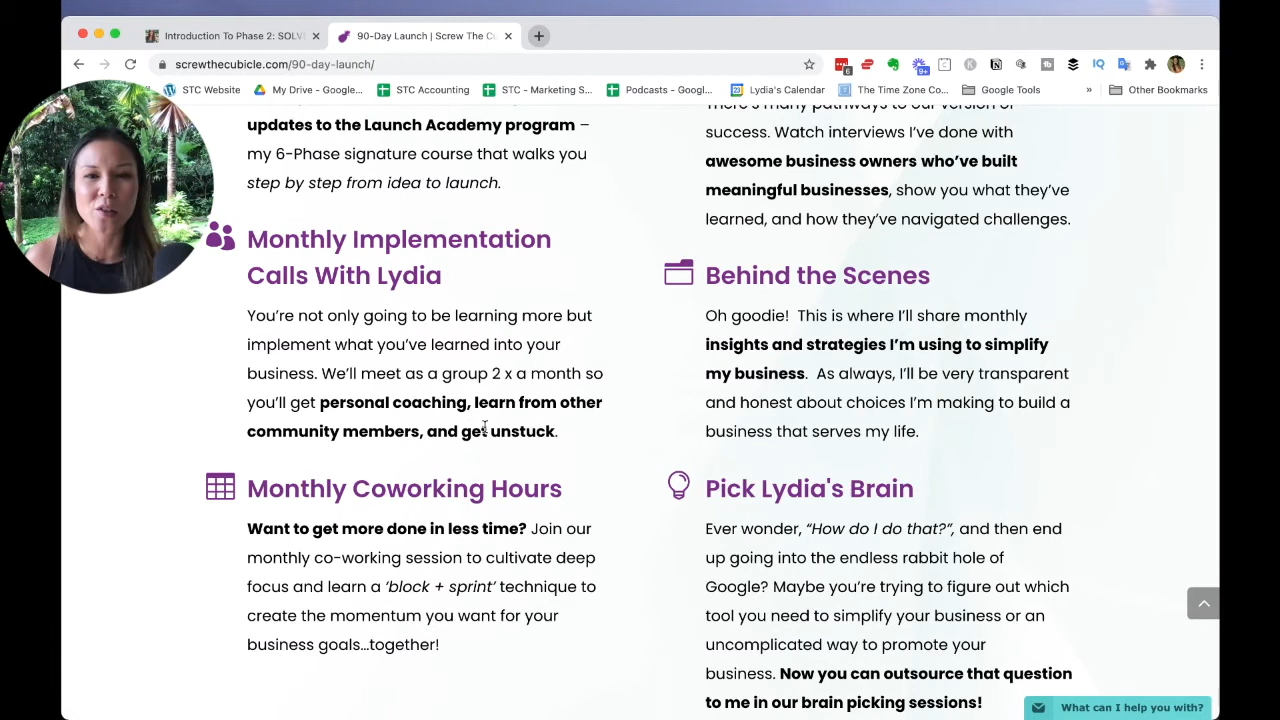 Introduction To Phase 2: SOLV
90-Day Launch | Screw The Cu
screwthecubicle.com/90-day-launch/
6
9+
STC Website
My Drive - Google...
STC Accounting
STC - Marketing S...
Podcasts - Googl...
Lydia's Calendar
The Time Zone Co...
Google Tools
»
Other Bookmarks
updates to the Launch Academy program –
my 6-Phase signature course that walks you
step by step from idea to launch.
Monthly Implementation
Calls With Lydia
You're not only going to be learning more but
implement what you've learned into your
business. We'll meet as a group 2 x a month so
you'll get personal coaching, learn from other
community members, and get unstuck.
Monthly Coworking Hours
Want to get more done in less time? Join our
monthly co-working session to cultivate deep
focus and learn a 'block + sprint' technique to
create the momentum you want for your
business goals...together!
There's many pathways to our version of
success. Watch interviews I've done with
awesome business owners who've built
meaningful businesses, show you what they've
learned, and how they've navigated challenges.
Behind the Scenes
Oh goodie! This is where I'll share monthly
insights and strategies I'm using to simplify
my business. As always, I'll be very transparent
and honest about choices I'm making to build a
business that serves my life.
Pick Lydia's Brain
Ever wonder, "How do I do that?", and then end
up going into the endless rabbit hole of
Google? Maybe you're trying to figure out which
tool you need to simplify your business or an
uncomplicated way to promote your
business. Now you can outsource that question
to me in our brain picking sessions!
What can I help you with?